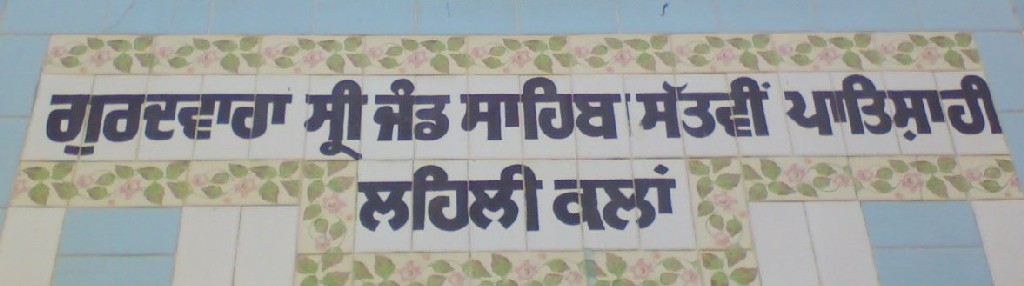 ਗੁਰਦਵਾਰਾ ਸ੍ਰੀ ਜੰਡ ਸਾਹਿਬ ਸੱਤਵੀਂ ਪਾਤਿਸ਼ਾਹੀ
ਲਹਿਲੀ ਕਲਾਂ